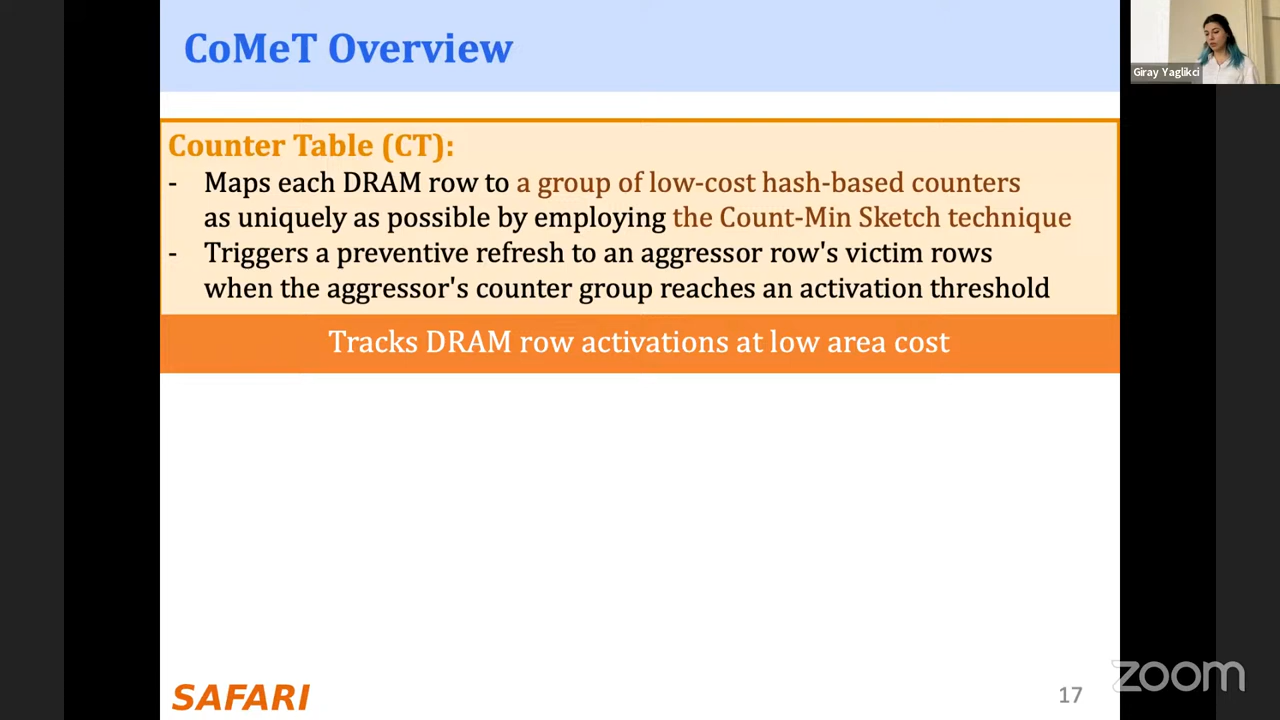 CoMeT Overview
Giray Yaglikci
Counter Table (CT):
- Maps each DRAM row to a group of low-cost hash-based counters
as uniquely as possible by employing the Count-Min Sketch technique
- Triggers a preventive refresh to an aggressor row's victim rows
when the aggressor's counter group reaches an activation threshold
Tracks DRAM row activations at low area cost
SAFARI
17
zoom